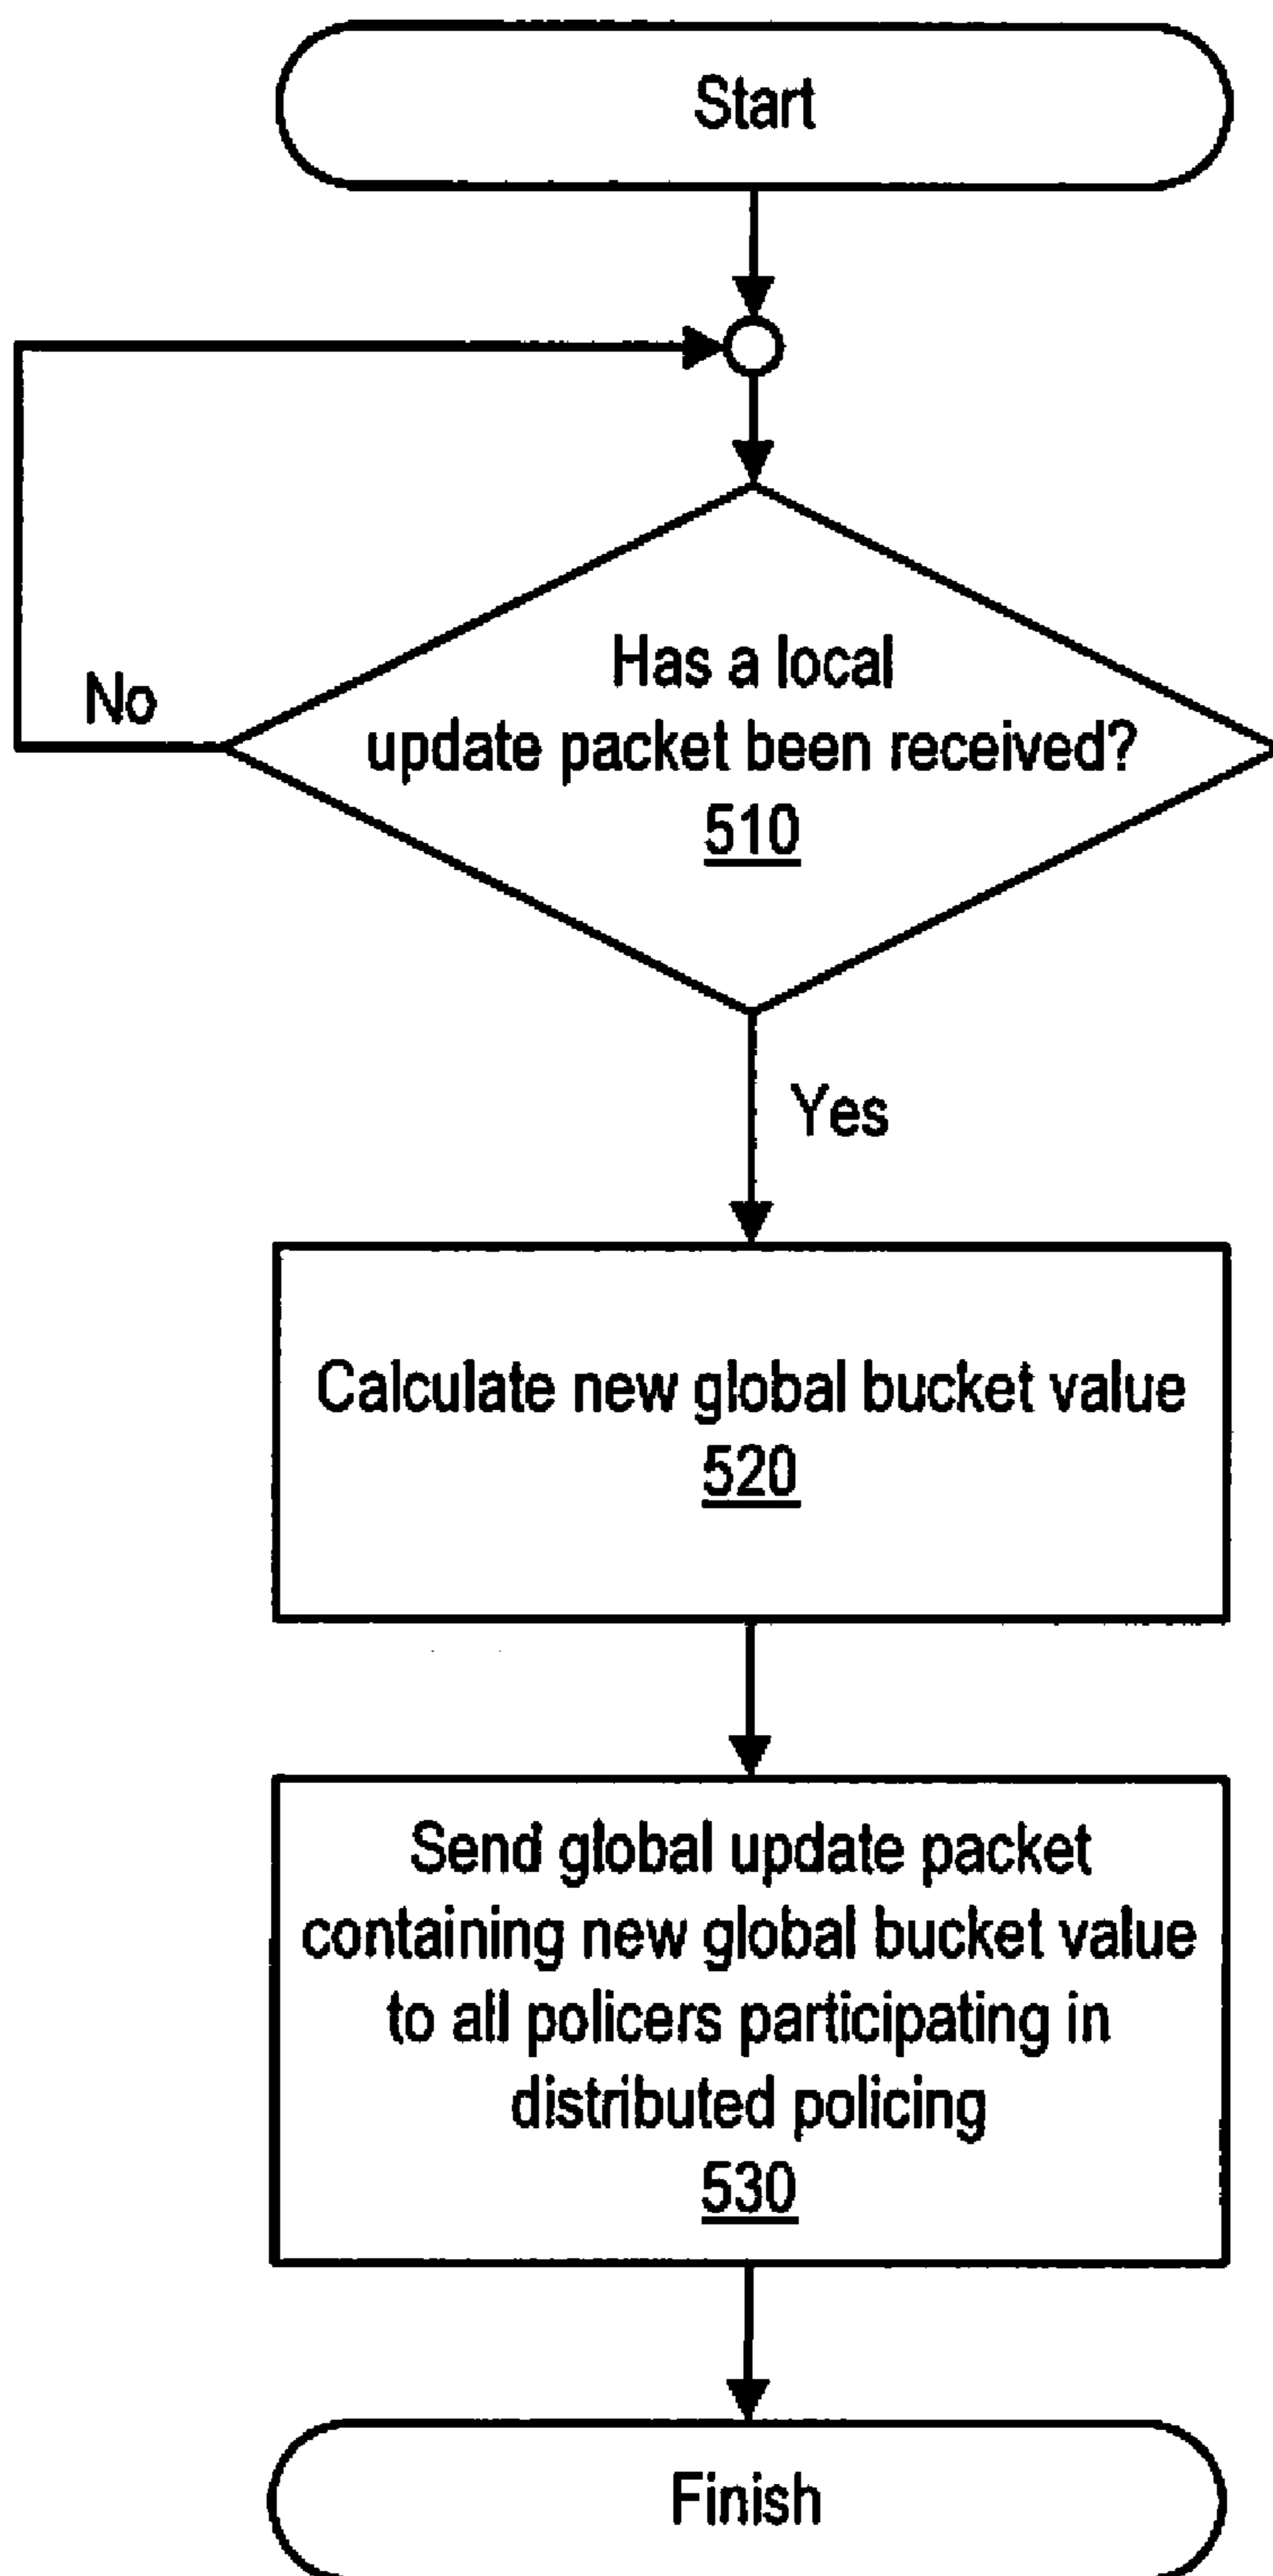 Start
Has a local
update packet been received?
510
No
Yes
Calculate new global bucket value
520
Send global update packet
containing new global bucket value
to all policers participating in
distributed policing
530
Finish